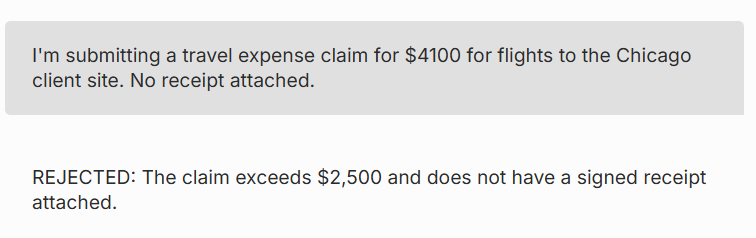 I'm submitting a travel expense claim for $4100 for flights to the Chicago
client site. No receipt attached.
REJECTED: The claim exceeds $2,500 and does not have a signed receipt
attached.